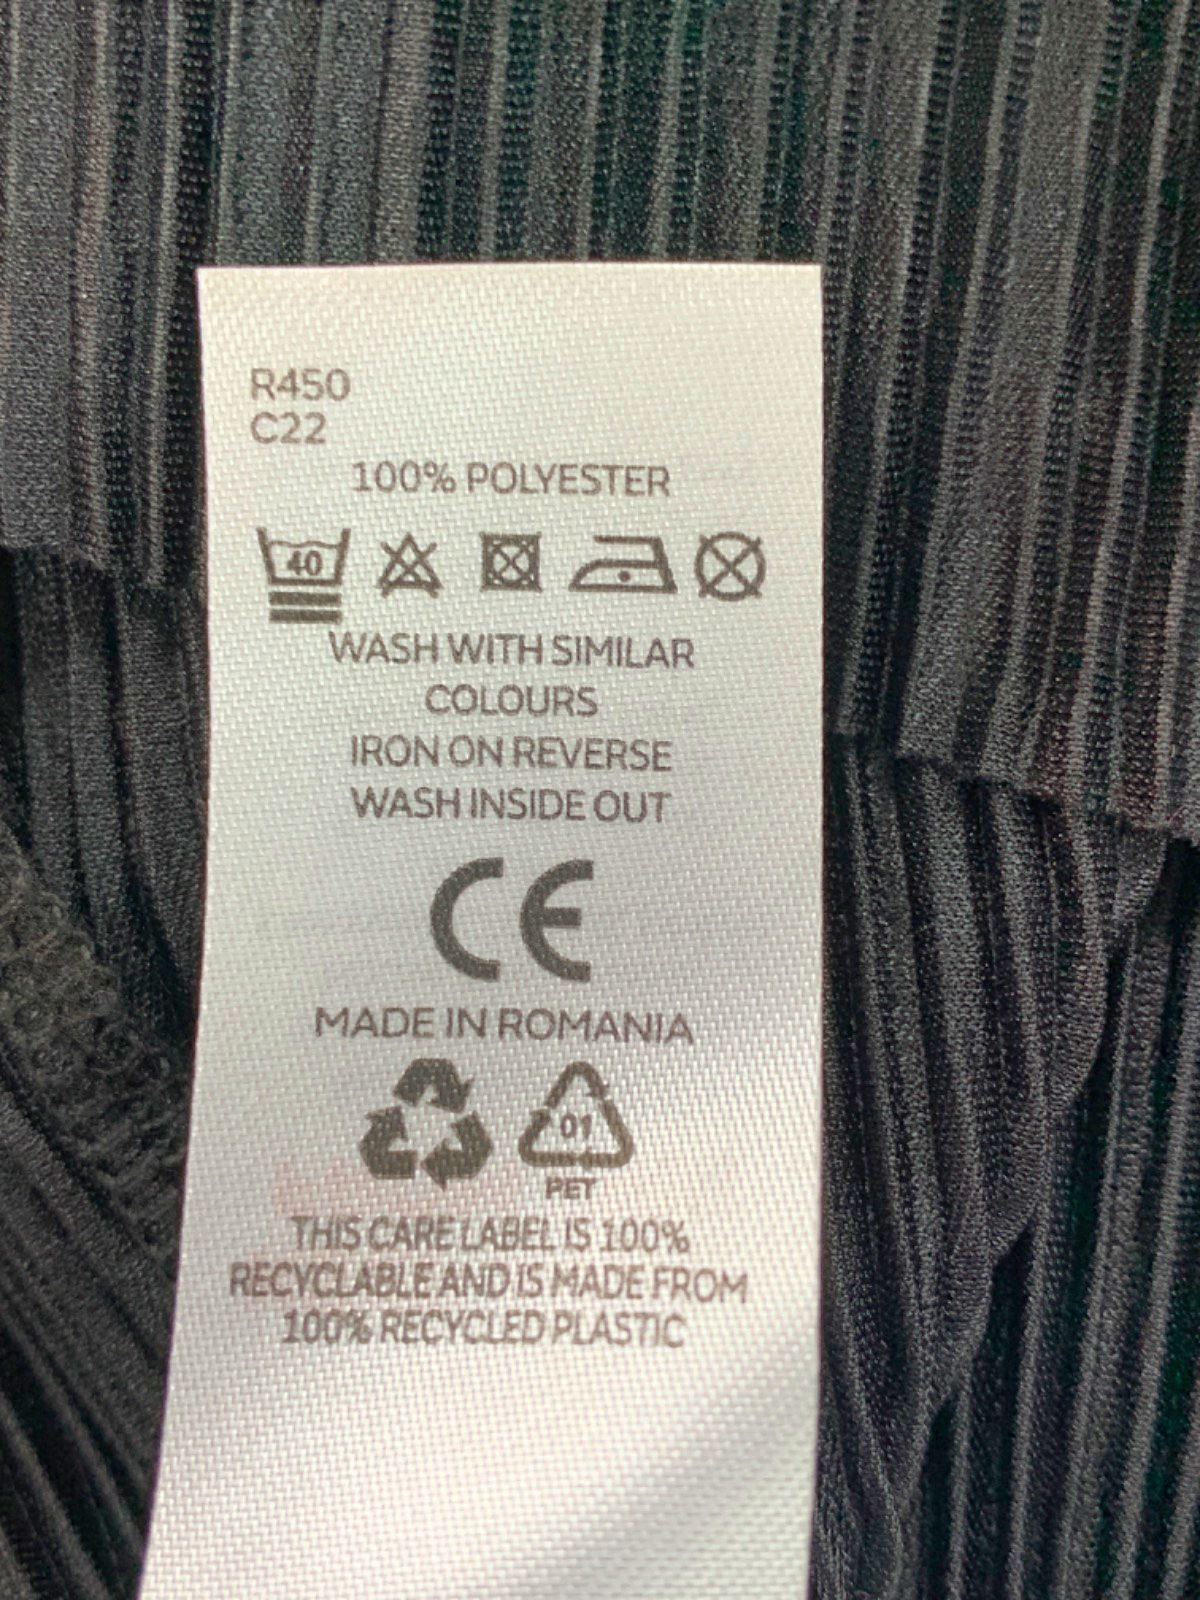 R450
C22
100% POLYESTER
40
WASH WITH SIMILAR
COLOURS
IRON ON REVERSE
WASH INSIDE OUT
CE
MADE IN ROMANIA
01
PET
THIS CARE LABEL IS 100%
RECYCLABLE AND IS MADE FROM
100% RECYCLED PLASTIC